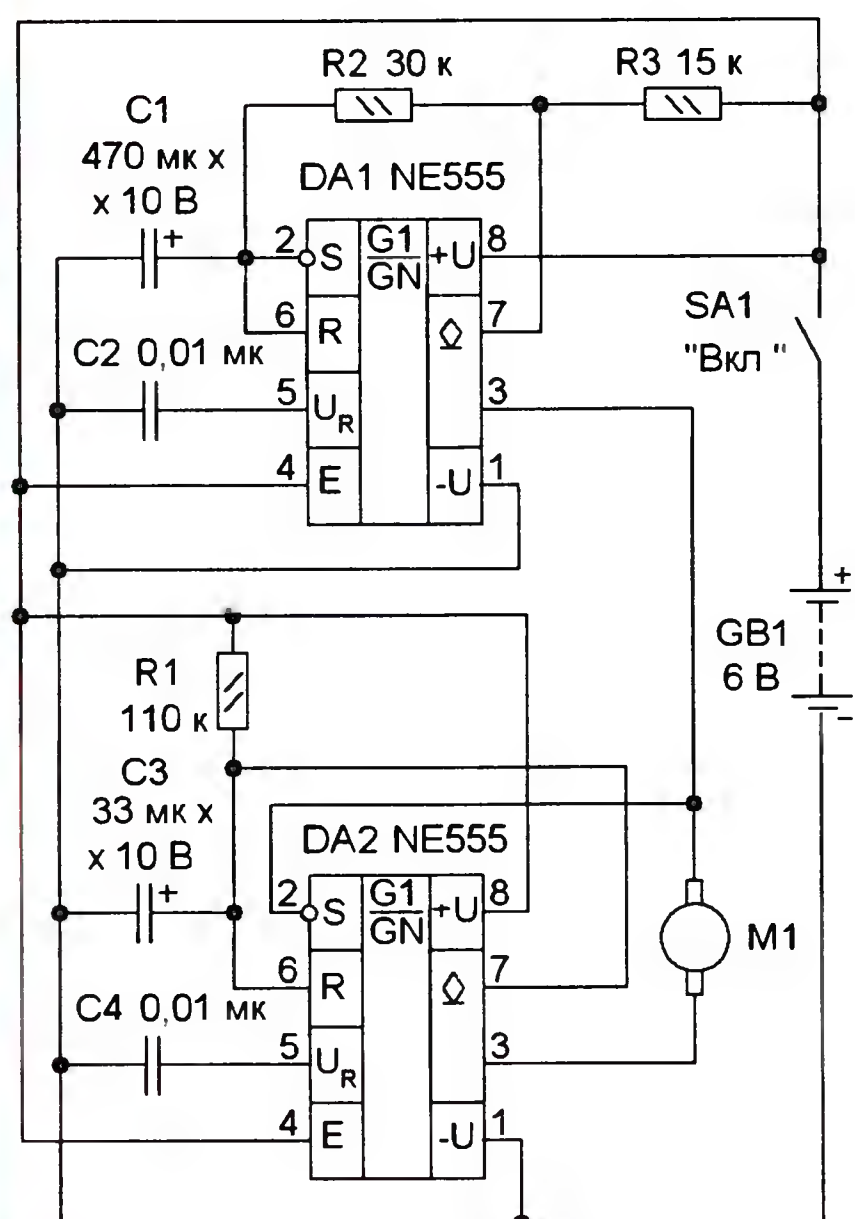 R2 30 к
R3 15 к
C1
470 мк х
х 10 В
DA1 NE555
+
2
S
G1
GN
+U
8
6
R
7
C2 0,01 мк
5
U_R
3
4
E
-U
1
SA1
"Вкл "
+
GB1
6 В
-
R1
110 к
C3
33 мк х
х 10 В
DA2 NE555
+
2
S
G1
GN
+U
8
M1
6
R
7
C4 0,01 мк
5
U_R
3
4
E
-U
1